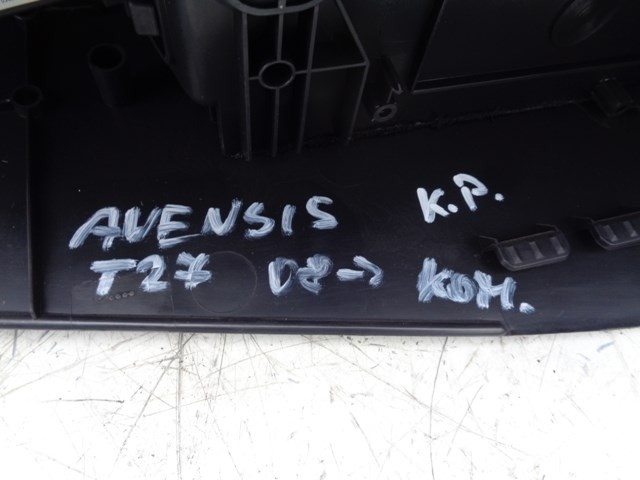 AVENSIS K.P.
T27 08-> KOM.